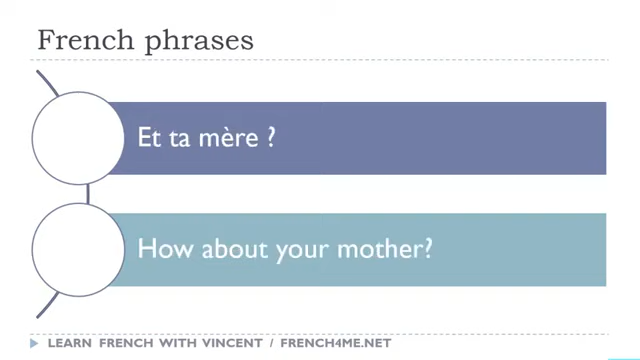 French phrases
Et ta mère ?
How about your mother?
LEARN FRENCH WITH VINCENT / FRENCH4ME.NET